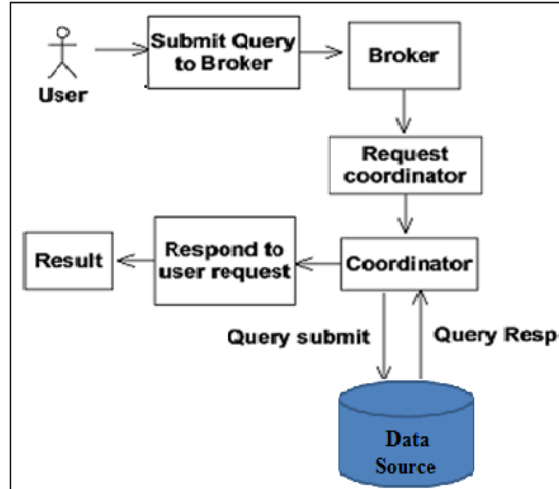 Submit Query
to Broker
Broker
User
Request
coordinator
Result
Respond to
user request
Coordinator
Query submit
Query Resp
Data
Source